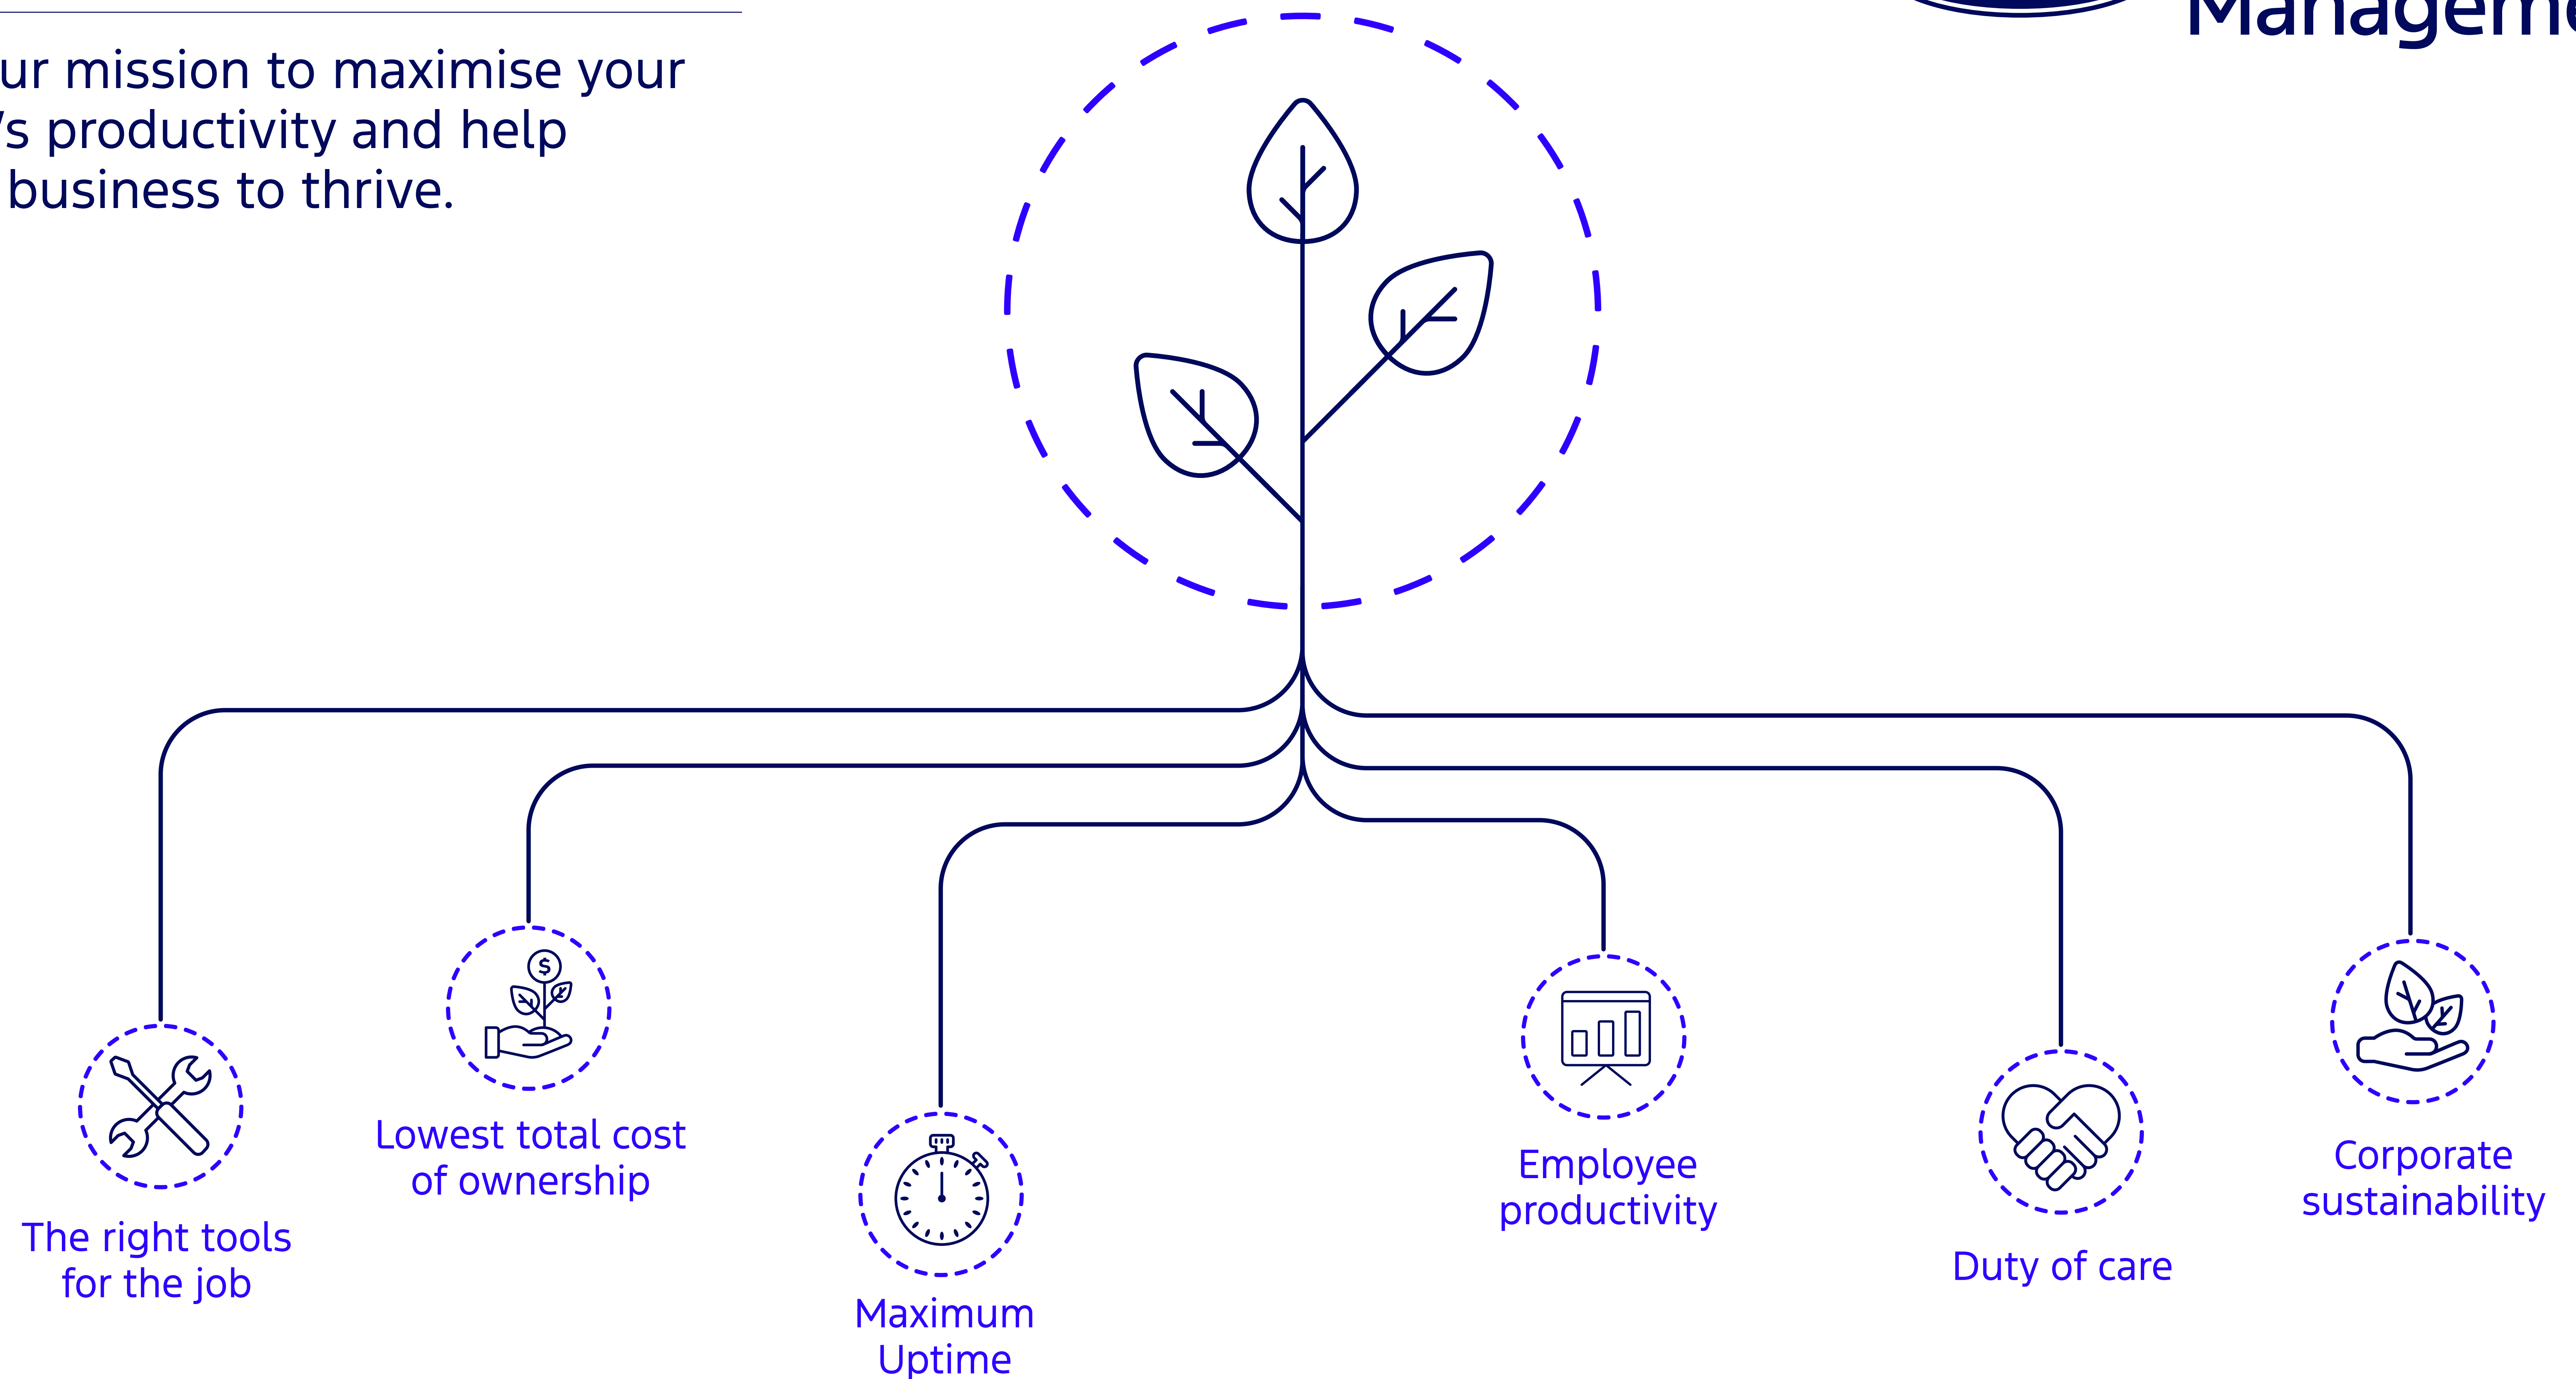 ur mission to maximise your
's productivity and help
business to thrive.
Managem
The right tools
for the job
$
Lowest total cost
of ownership
Maximum
Uptime
Employee
productivity
Duty of care
Corporate
sustainability